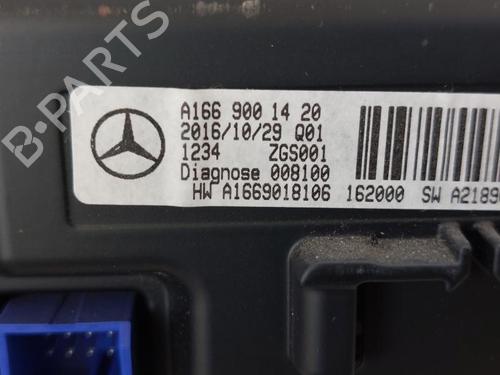 B-PARTS
A166 900 14 20
2016/10/29 Q01
1234 ZGS001
Diagnose 008100
HW A1669018106 162000 SW A2189